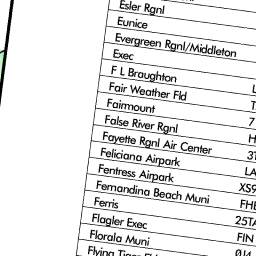 Esler Rgnl
Eunice
Evergreen Rgnl/Middleton
Exec
F L Braughton
Fair Weather Fld
Fairmount
False River Rgnl
Fayette Rgnl Air Center
Feliciana Airpark
Fentress Airpark
Fernandina Beach Muni
Ferris
Flagler Exec
Florala Muni
Flying Tiger
L
T
7
H
3T
LA
XS9
FHB
25TA
FIN
0J4